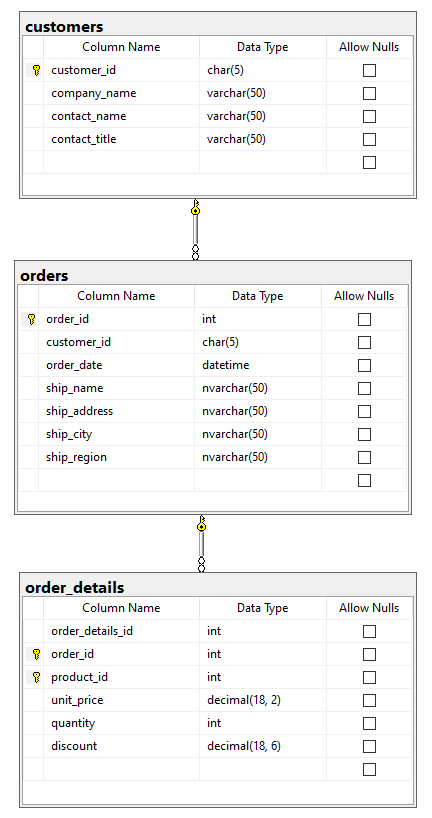 customers
Column Name Data Type Allow Nulls
customer_id char(5)
company_name varchar(50)
contact_name varchar(50)
contact_title varchar(50)
orders
Column Name Data Type Allow Nulls
order_id int
customer_id char(5)
order_date datetime
ship_name nvarchar(50)
ship_address nvarchar(50)
ship_city nvarchar(50)
ship_region nvarchar(50)
order_details
Column Name Data Type Allow Nulls
order_details_id int
order_id int
product_id int
unit_price decimal(18, 2)
quantity int
discount decimal(18, 6)